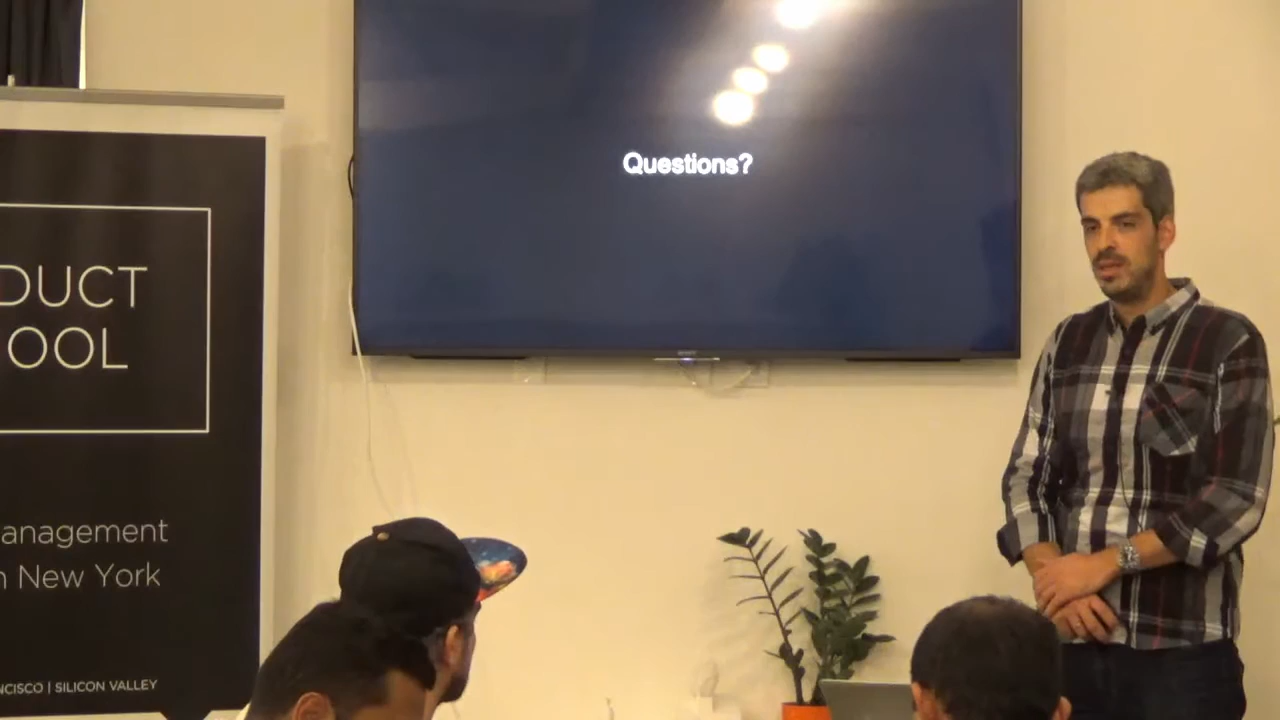 Questions?
DUCT
OOL
anagement
n New York
NCISCO | SILICON VALLEY